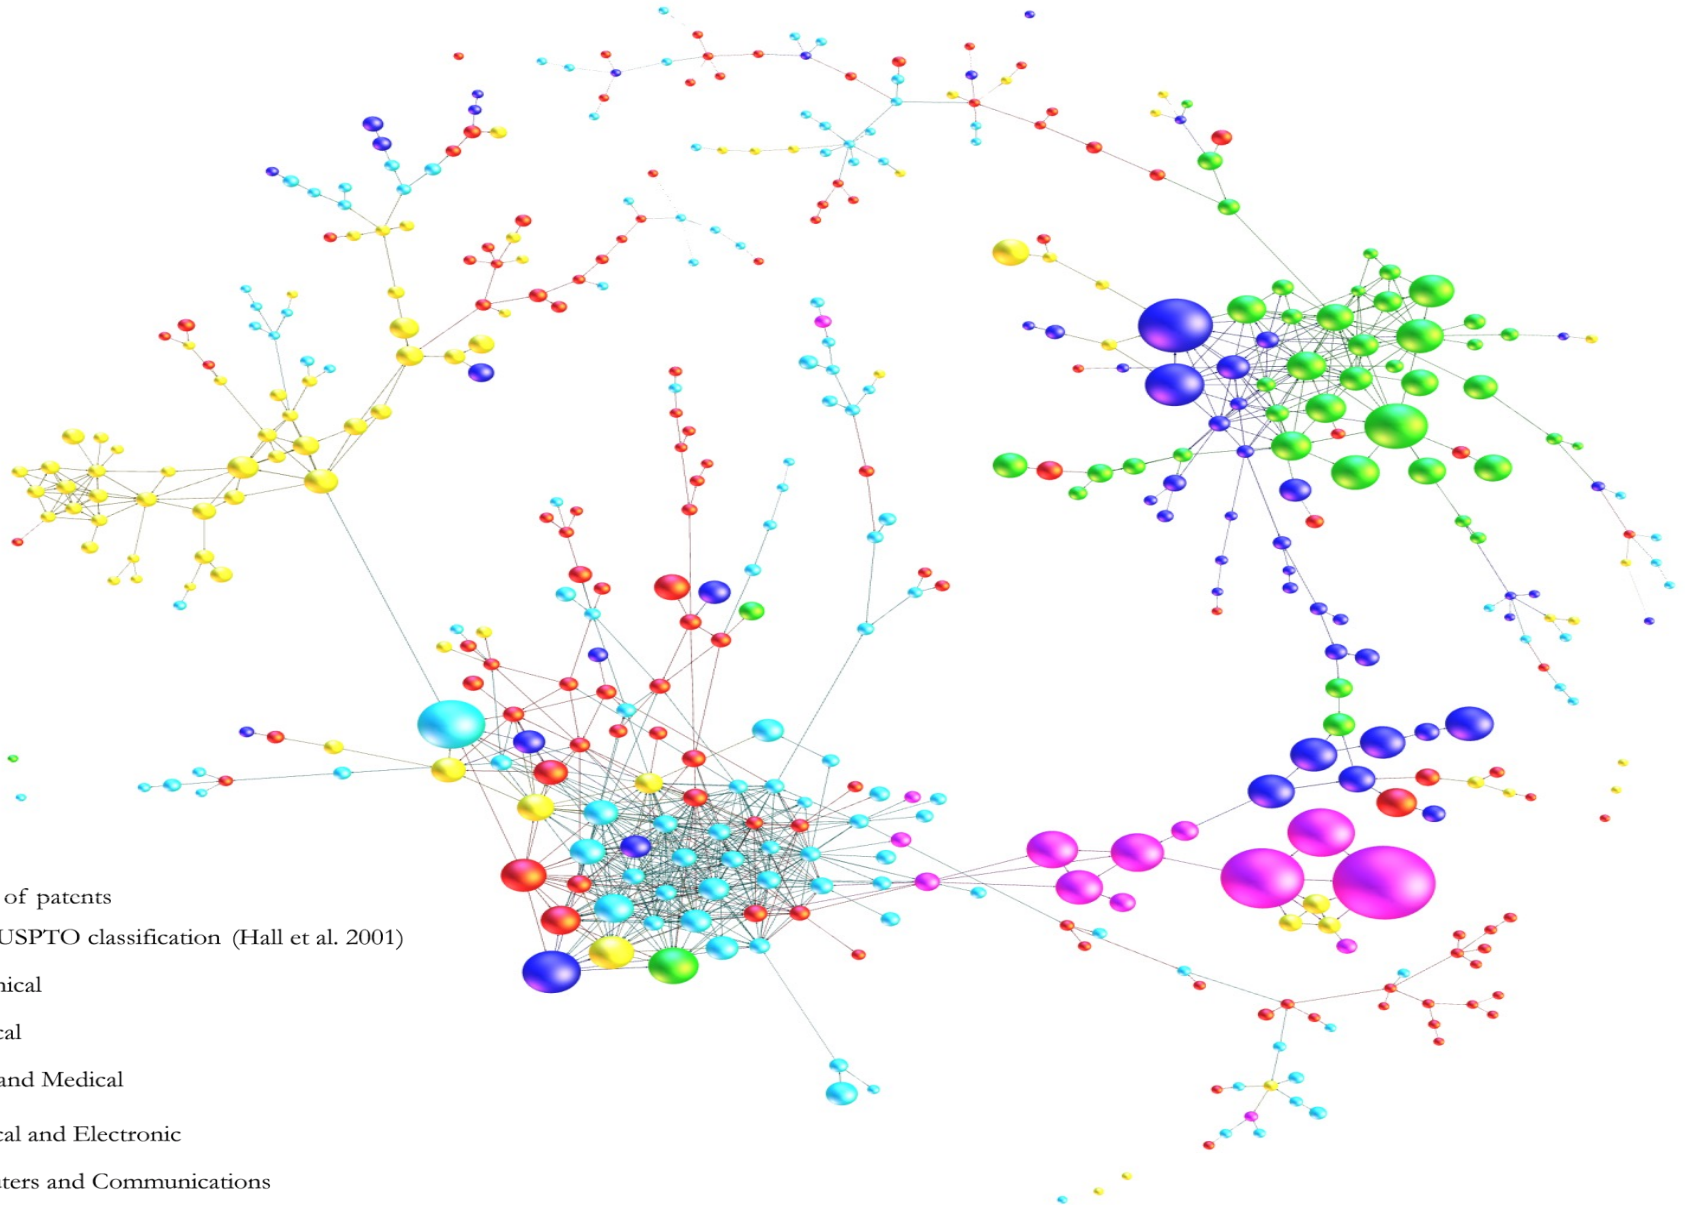 of patents
USPTO classification (Hall et al. 2001)
nical
cal
and Medical
cal and Electronic
ters and Communications